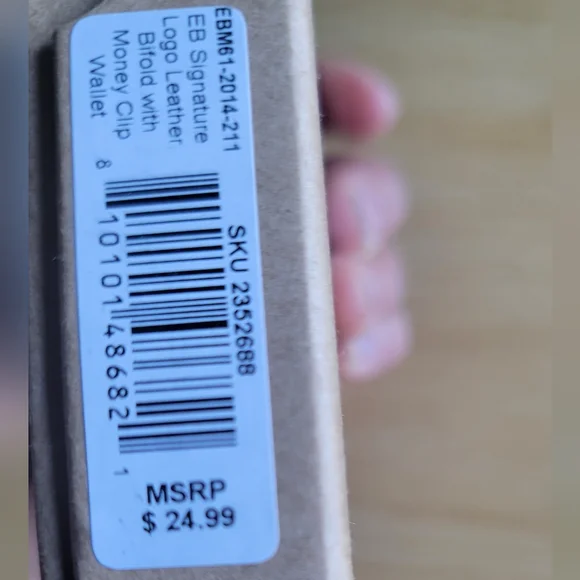 EBM61-2014-211
EB Signature
Logo Leather
Bifold with
Money Clip
Wallet
SKU 2352688
8 10101 48682 1
MSRP
$ 24.99